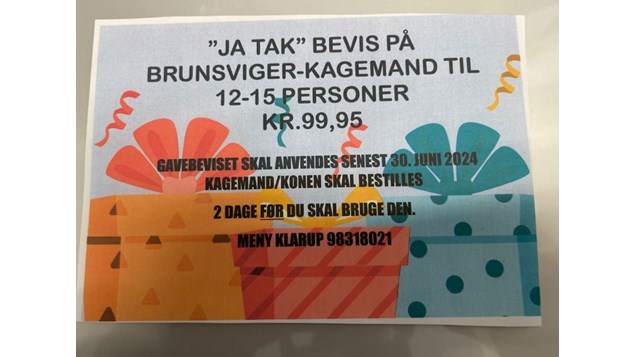 ”JA TAK” BEVIS PÅ
BRUNSVIGER-KAGEMAND TIL
12-15 PERSONER
KR.99,95
GAVEBEVISET SKAL ANVENDES SENEST 30. JUNI 2024
KAGEMAND/KONEN SKAL BESTILLES
2 DAGE FØR DU SKAL BRUGE DEN.
MENY KLARUP 98318021